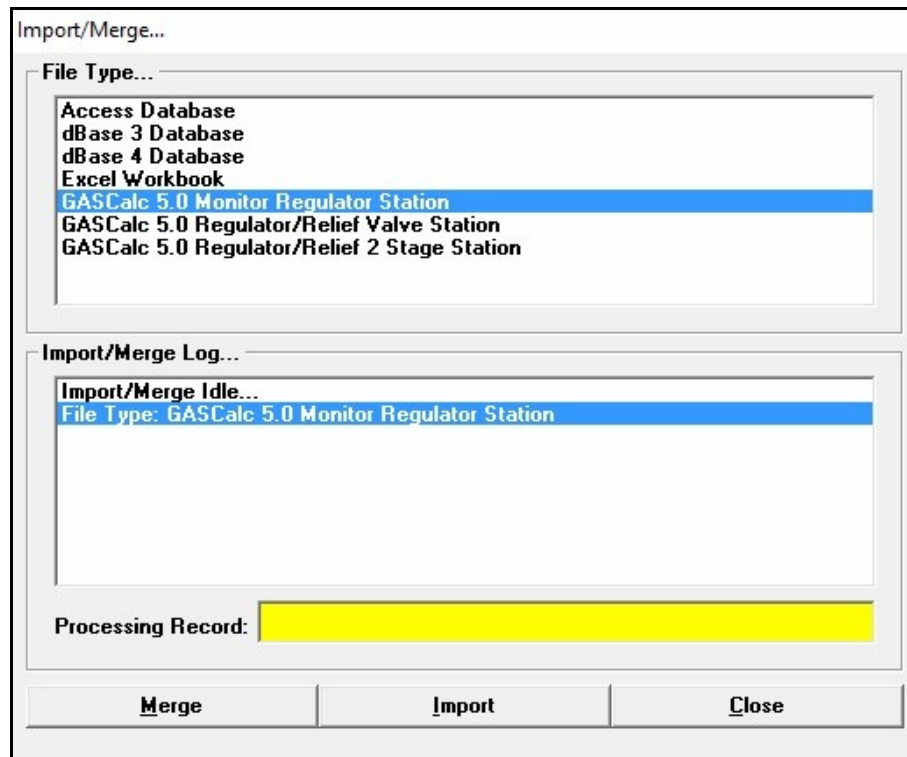 Import/Merge...
File Type...
Access Database
dBase 3 Database
dBase 4 Database
Excel Workbook
GASCalc 5.0 Monitor Regulator Station
GASCalc 5.0 Regulator/Relief Valve Station
GASCalc 5.0 Regulator/Relief 2 Stage Station
Import/Merge Log...
Import/Merge Idle...
File Type: GASCalc 5.0 Monitor Regulator Station
Processing Record:
Merge Import Close